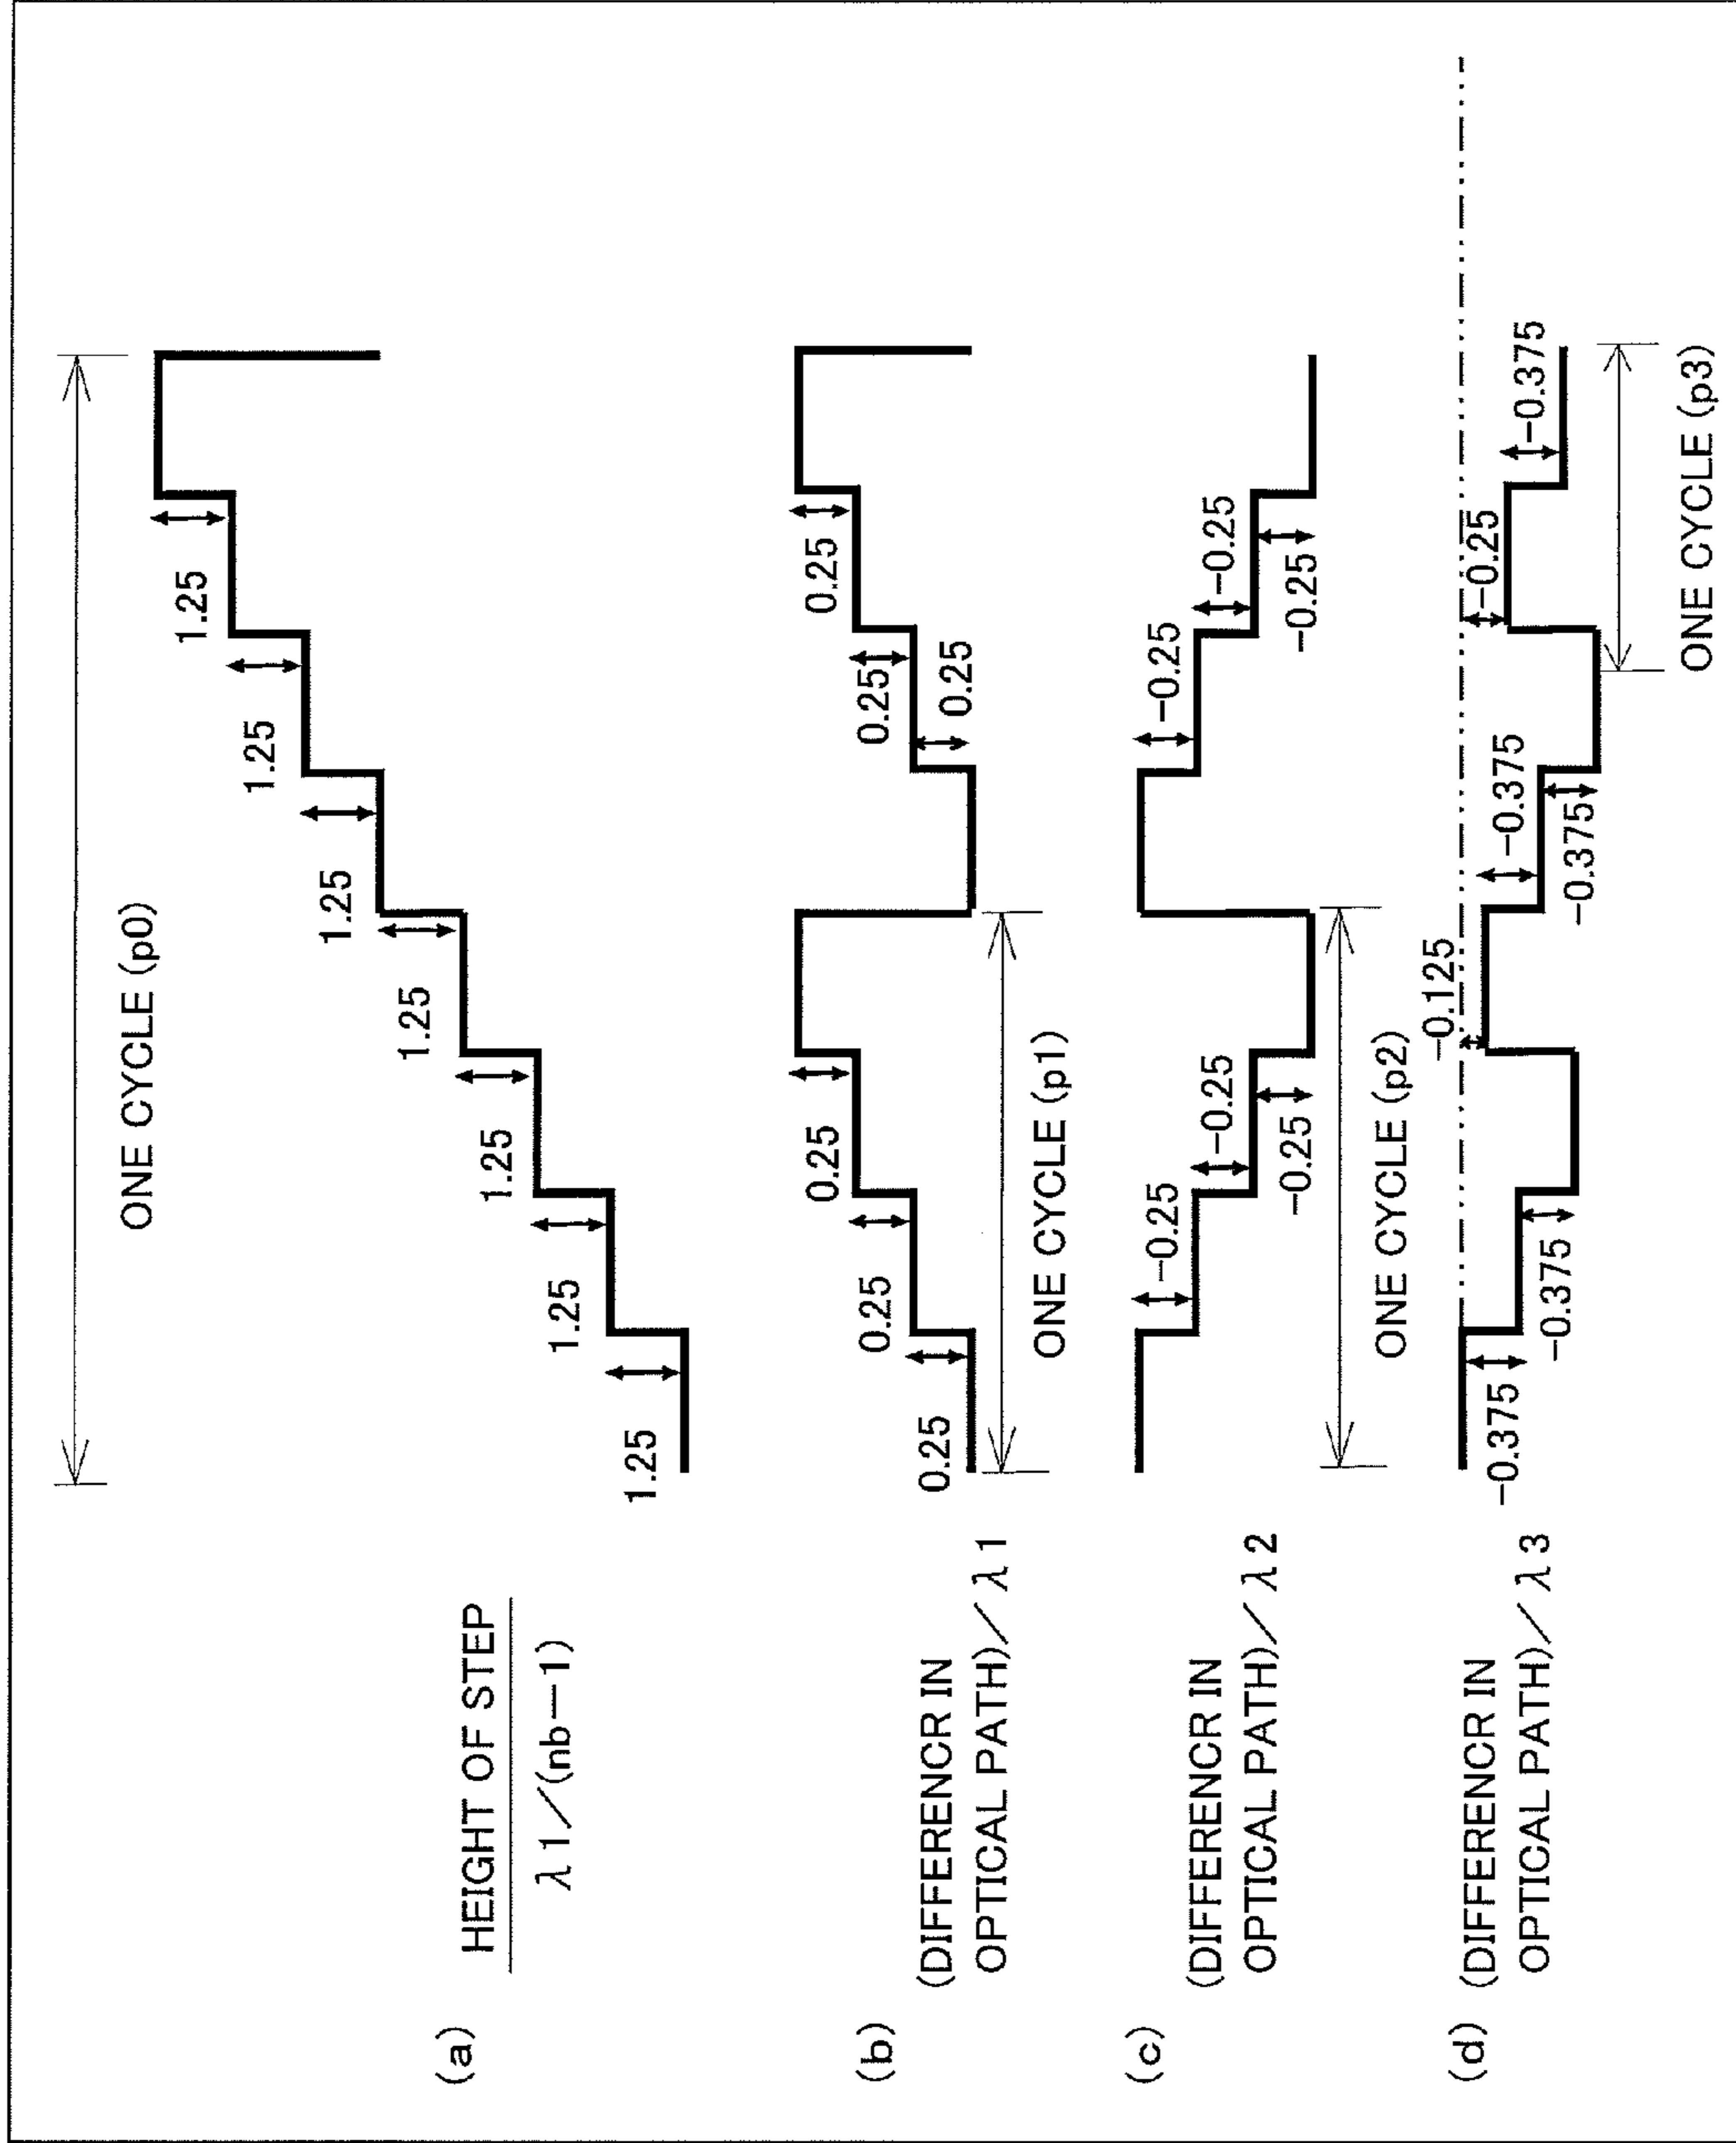 ONE CYCLE (p0)
(a)
HEIGHT OF STEP
λ1/(nb−1)
1.25
1.25
1.25
1.25
1.25
1.25
1.25
(b)
(DIFFERENCR IN
OPTICAL PATH)/λ1
0.25
0.25
0.25
0.25
0.25
0.25
ONE CYCLE (p1)
(c)
(DIFFERENCR IN
OPTICAL PATH)/λ2
−0.25
−0.25
−0.25
−0.25
−0.25
−0.25
ONE CYCLE (p2)
(d)
(DIFFERENCR IN
OPTICAL PATH)/λ3
−0.375
−0.375
−0.125
−0.375
−0.375
−0.25
−0.375
ONE CYCLE (p3)